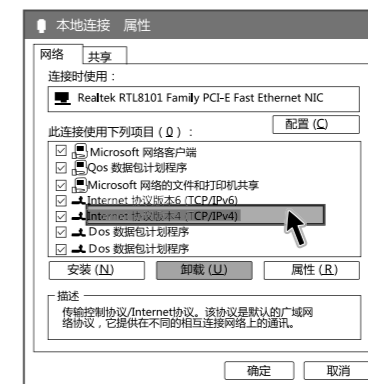 本地连接 属性
网络 共享
连接时使用：
Realtek RTL8101 Family PCI-E Fast Ethernet NIC
配置 (C)
此连接使用下列项目 ( O ) ：
Microsoft 网络客户端
Qos 数据包计划程序
Microsoft 网络的文件和打印机共享
Internet 协议版本6 (TCP/IPv6)
Internet 协议版本4 (TCP/IPv4)
Dos 数据包计划程序
Dos 数据包计划程序
安装 (N) 卸载 (U) 属性 (R)
描述
传输控制协议/Internet协议。该协议是默认的广域网
络协议，它提供在不同的相互连接网络上的通讯。
确定 取消